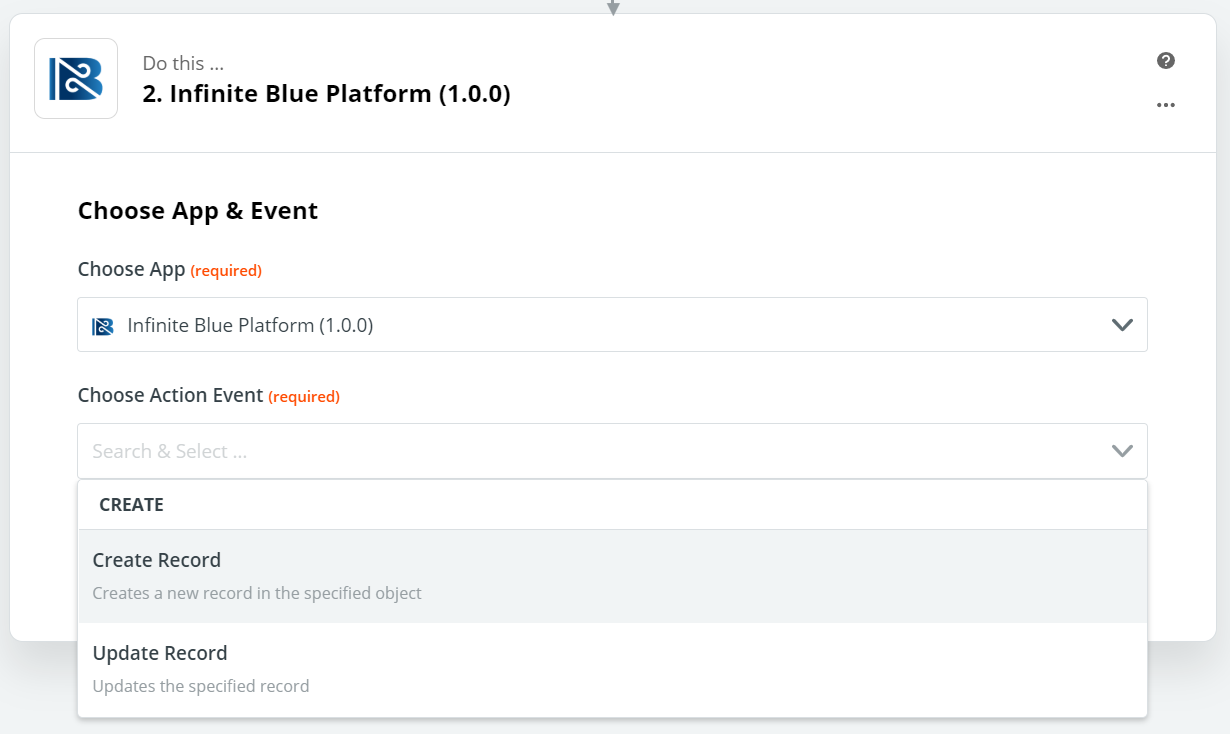 Do this ...
2. Infinite Blue Platform (1.0.0)
Choose App & Event
Choose App (required)
Infinite Blue Platform (1.0.0)
Choose Action Event (required)
Search & Select ...
CREATE
Create Record
Creates a new record in the specified object
Update Record
Updates the specified record